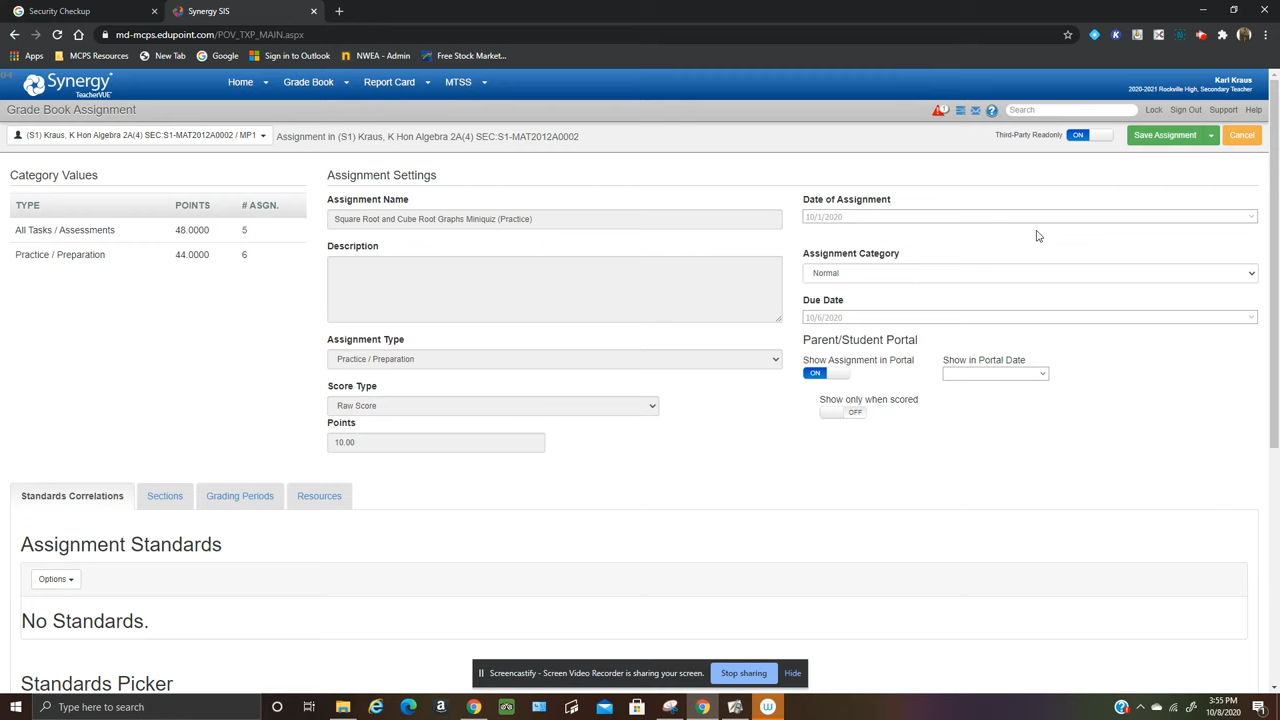 Security Checkup
Synergy SIS
md-mcps.edupoint.com/POV_TXP_MAIN.aspx
Apps
MCPS Resources
New Tab
Google
Sign in to Outlook
NWEA - Admin
Free Stock Market...
Synergy
TeacherVUE
Home
Grade Book
Report Card
MTSS
Karl Kraus
2020-2021 Rockville High, Secondary Teacher
Grade Book Assignment
Search
Lock
Sign Out
Support
Help
(S1) Kraus, K Hon Algebra 2A(4) SEC:S1-MAT2012A0002 / MP1
Assignment in (S1) Kraus, K Hon Algebra 2A(4) SEC:S1-MAT2012A0002
Third-Party Readonly
ON
Save Assignment
Cancel
Category Values
TYPE POINTS # ASGN.
All Tasks / Assessments 48.0000 5
Practice / Preparation 44.0000 6
Assignment Settings
Assignment Name
Square Root and Cube Root Graphs Miniquiz (Practice)
Description
Assignment Type
Practice / Preparation
Score Type
Raw Score
Points
10.00
Date of Assignment
10/1/2020
Assignment Category
Normal
Due Date
10/6/2020
Parent/Student Portal
Show Assignment in Portal
ON
Show in Portal Date
Show only when scored
OFF
Standards Correlations
Sections
Grading Periods
Resources
Assignment Standards
Options
No Standards.
Standards Picker
Screencastify - Screen Video Recorder is sharing your screen.
Stop sharing
Hide
Type here to search
3:55 PM
10/8/2020